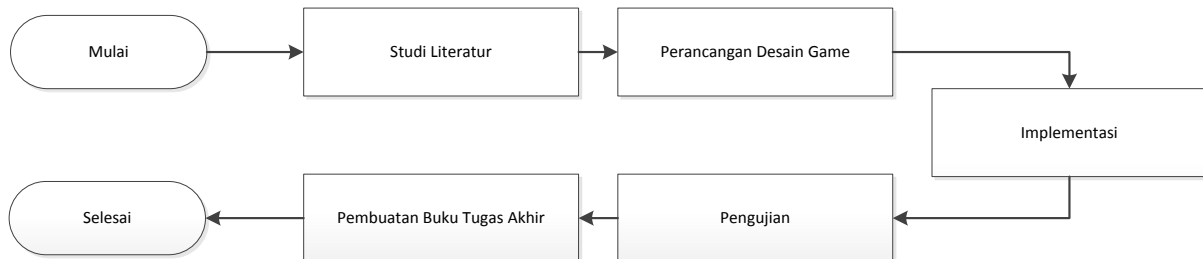 Mulai
Studi Literatur
Perancangan Desain Game
Implementasi
Pengujian
Pembuatan Buku Tugas Akhir
Selesai